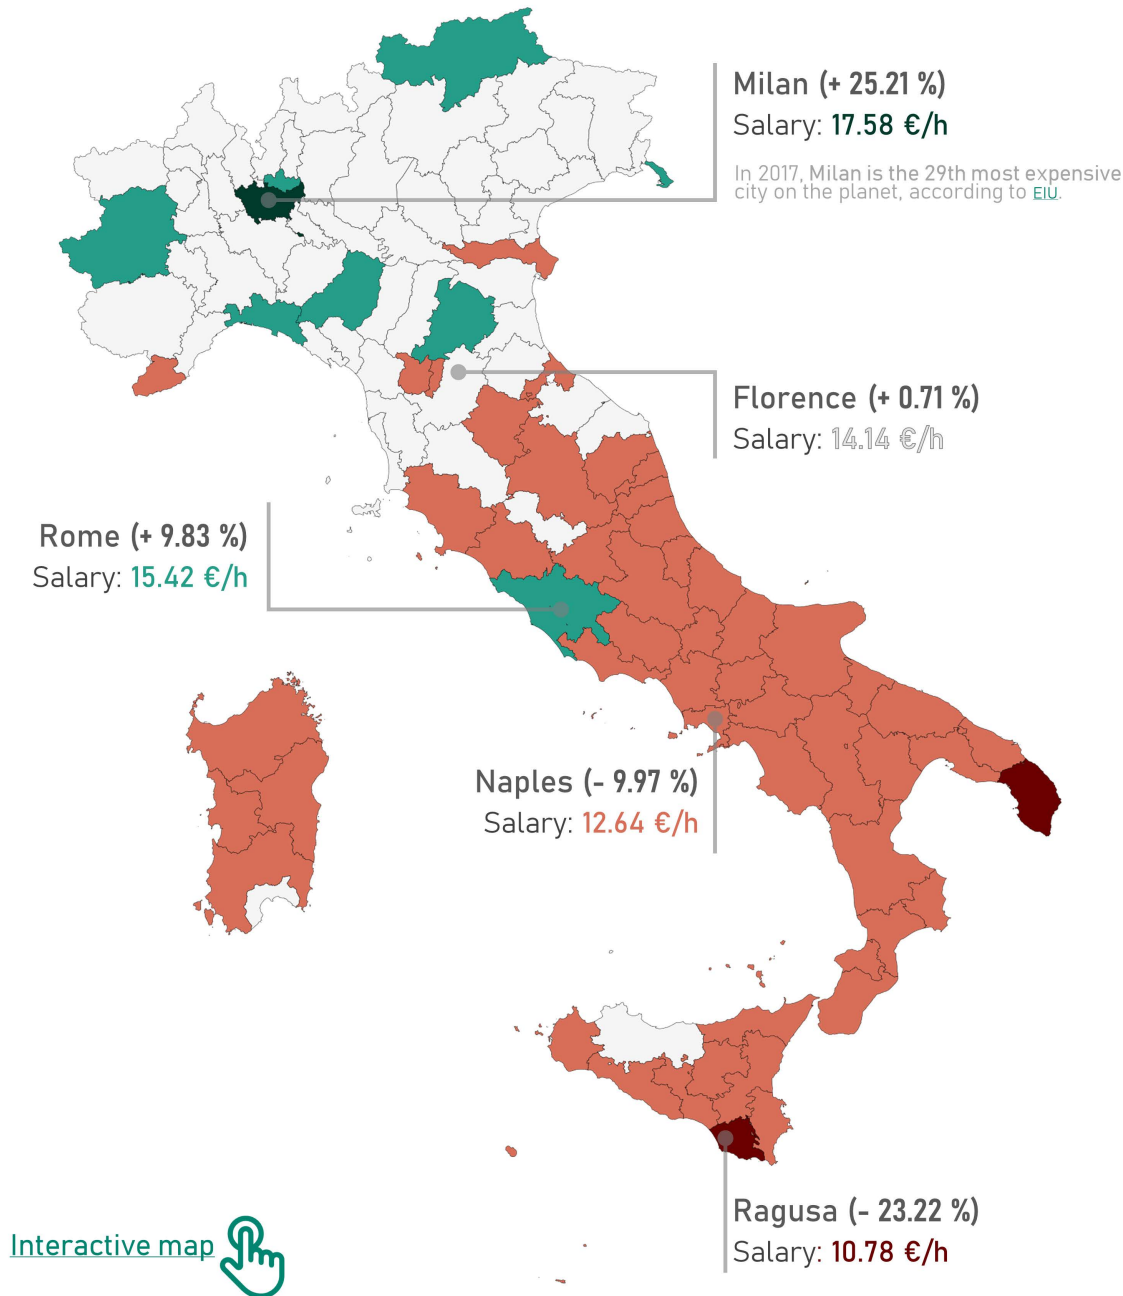 Milan (+ 25.21 %)
Salary: 17.58 €/h
In 2017, Milan is the 29th most expensive
city on the planet, according to EIU.
Florence (+ 0.71 %)
Salary: 14.14 €/h
Rome (+ 9.83 %)
Salary: 15.42 €/h
Naples (- 9.97 %)
Salary: 12.64 €/h
Ragusa (- 23.22 %)
Salary: 10.78 €/h
Interactive map